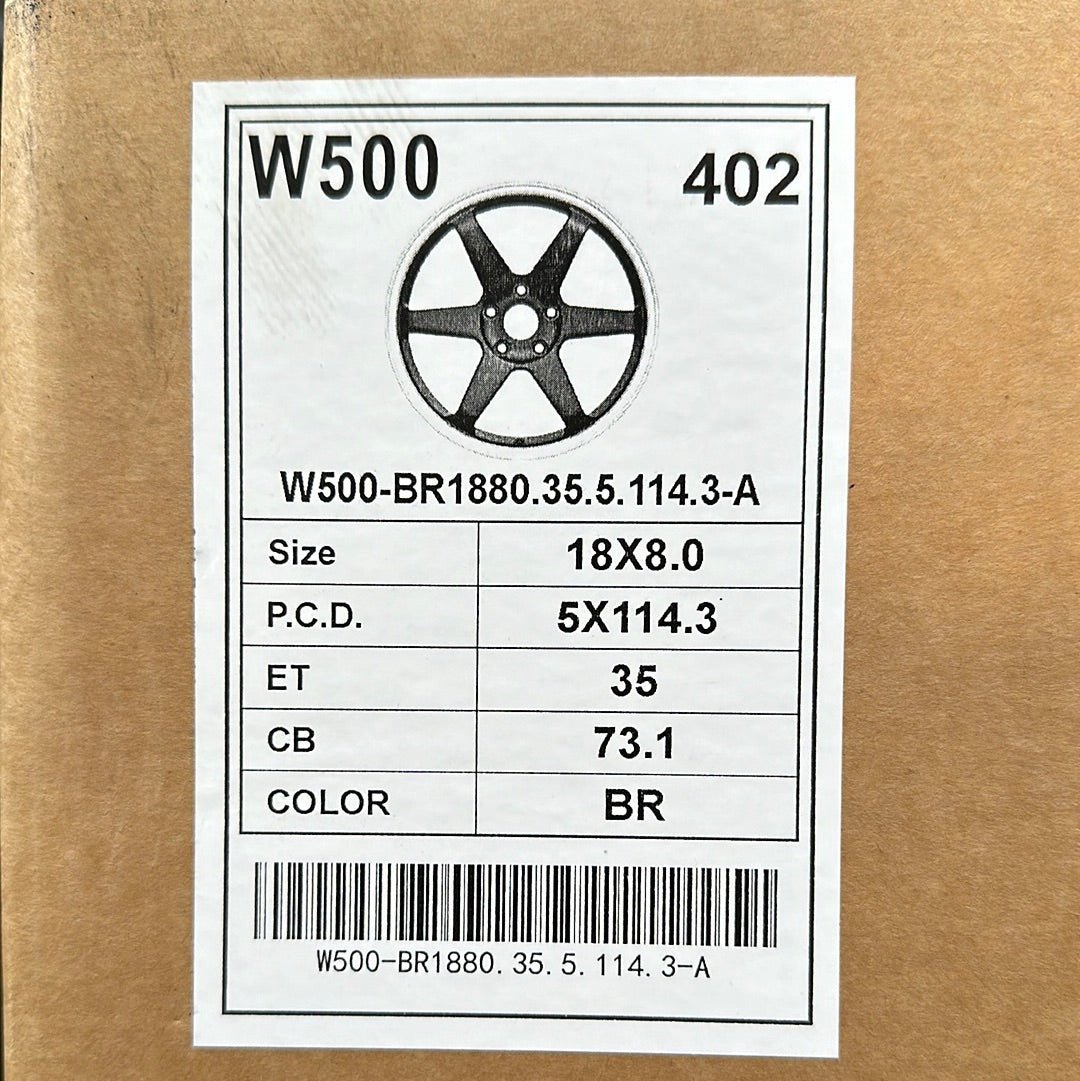 W500 402
W500-BR1880.35.5.114.3-A
Size 18X8.0
P.C.D. 5X114.3
ET 35
CB 73.1
COLOR BR
W500-BR1880.35.5.114.3-A